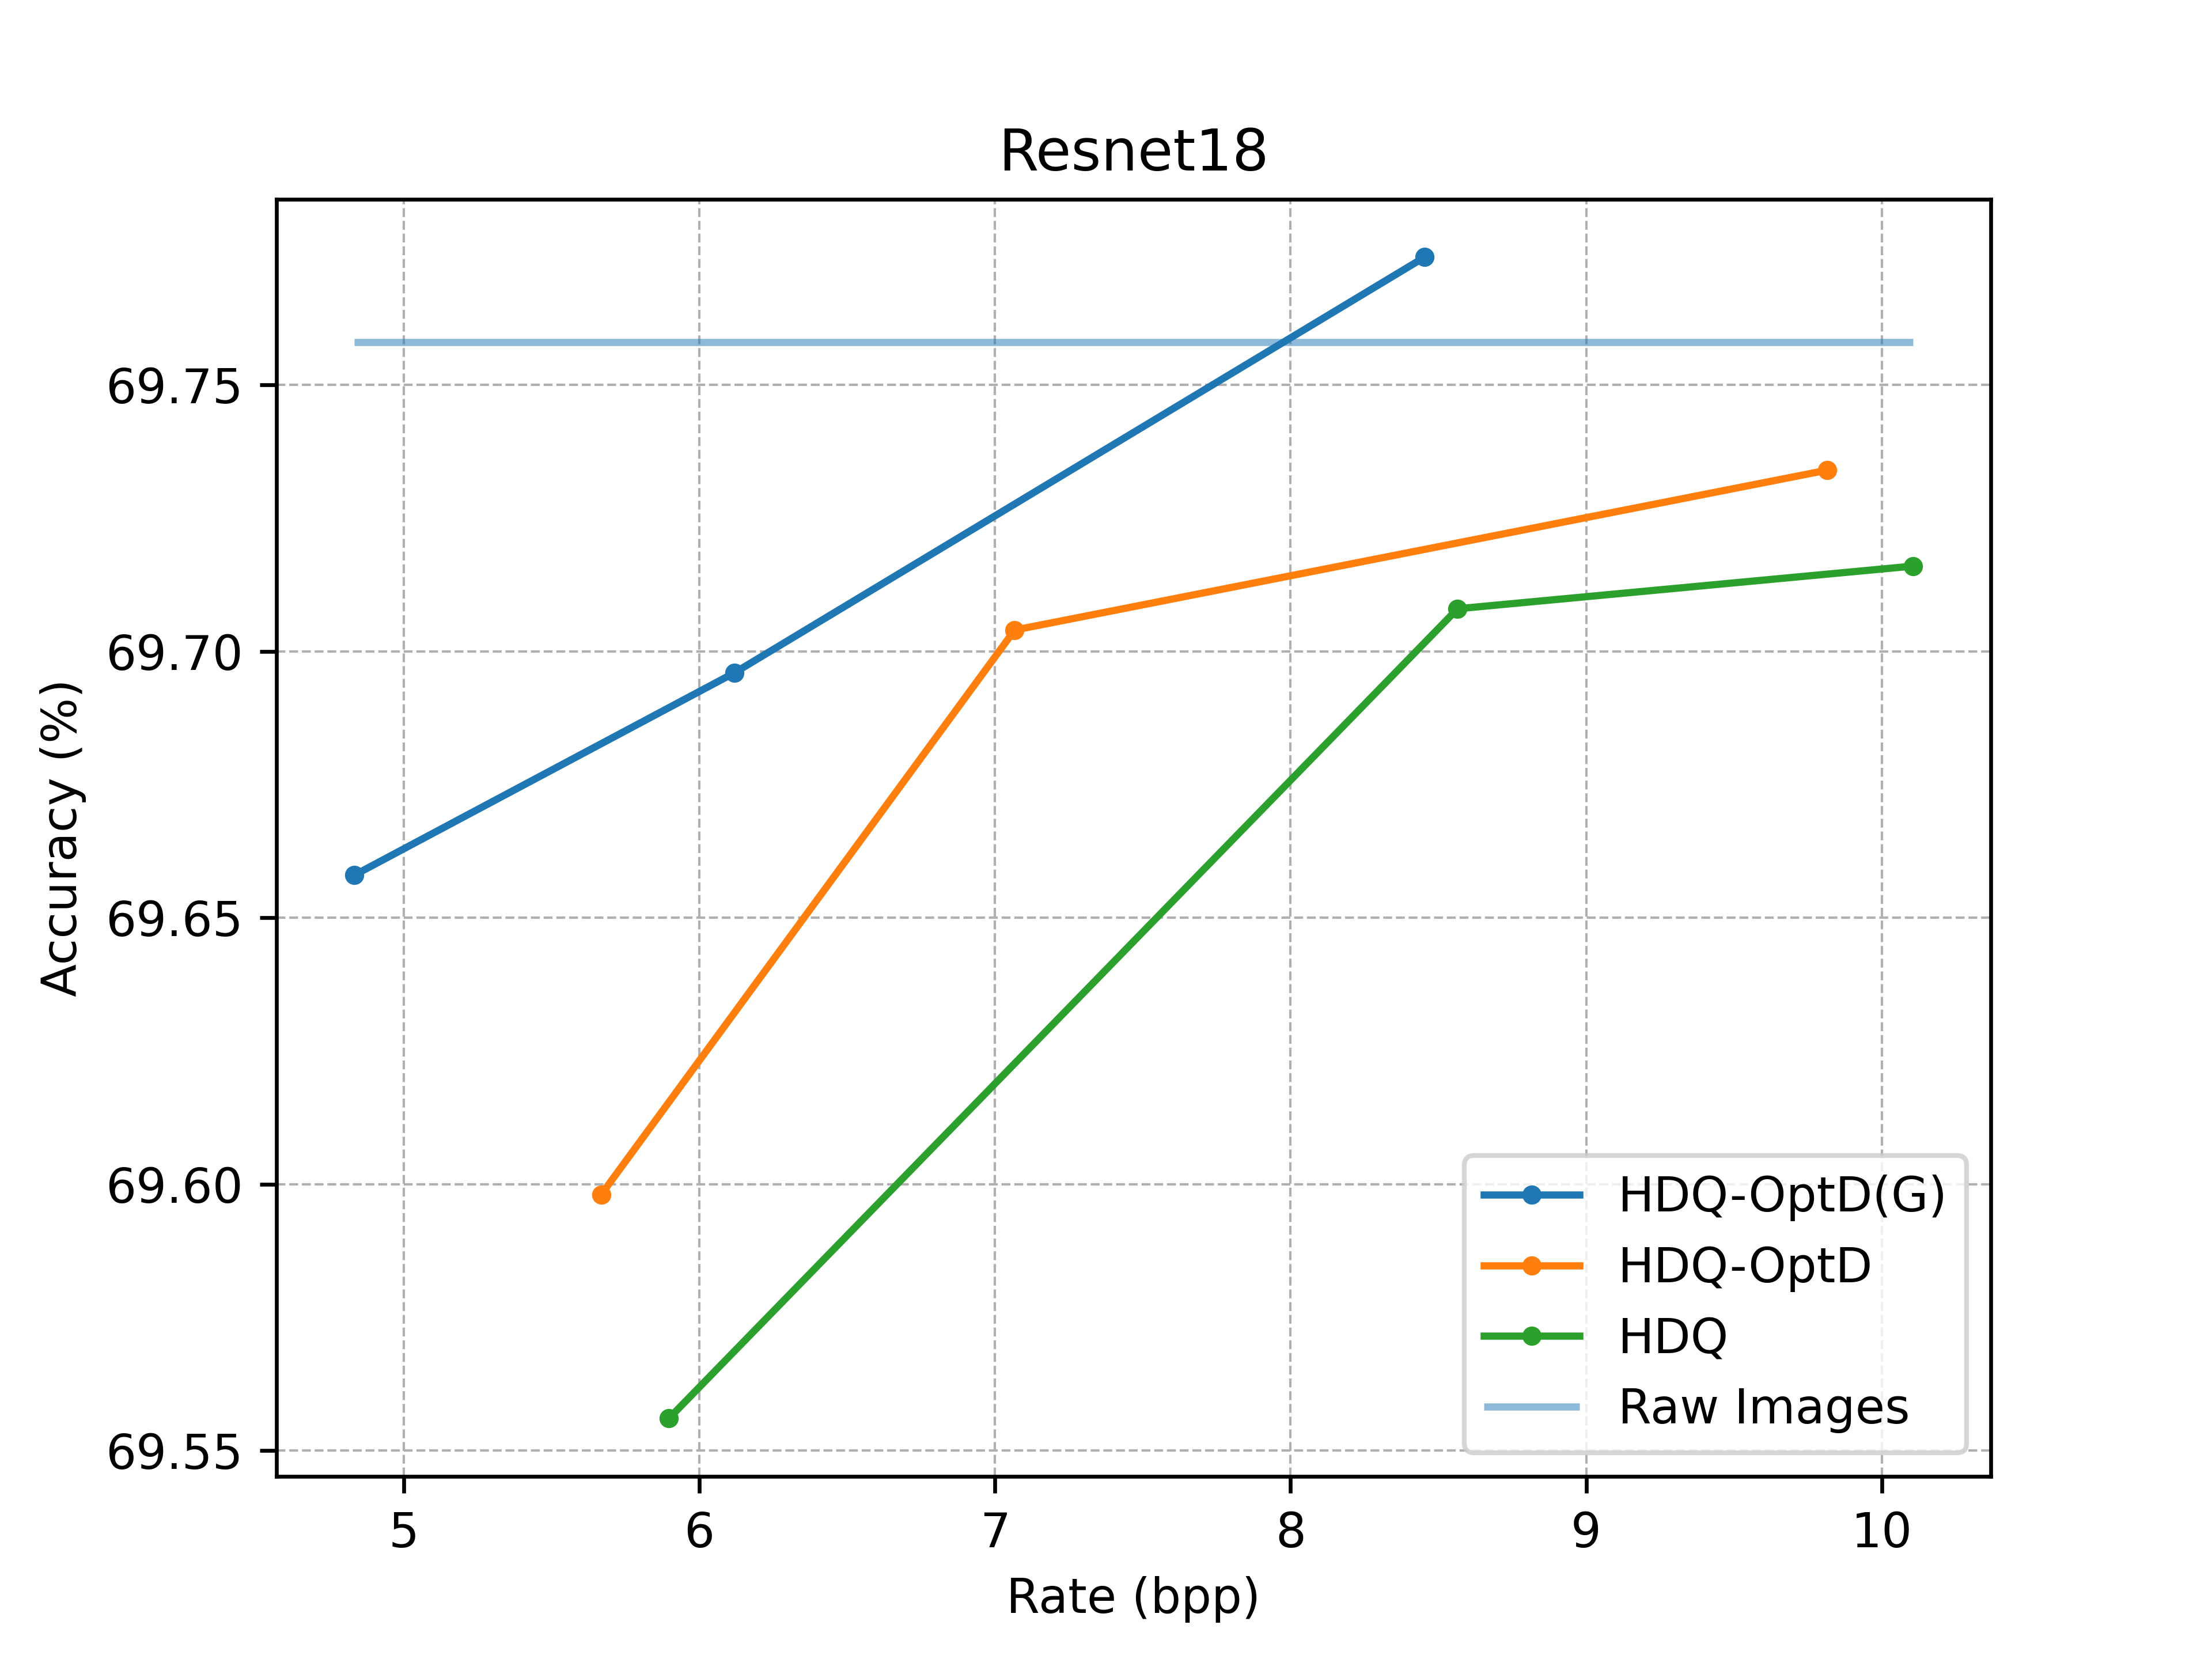 Resnet18
Accuracy (%)
69.75
69.70
69.65
69.60
69.55
HDQ-OptD(G)
HDQ-OptD
HDQ
Raw Images
5 6 7 8 9 10
Rate (bpp)